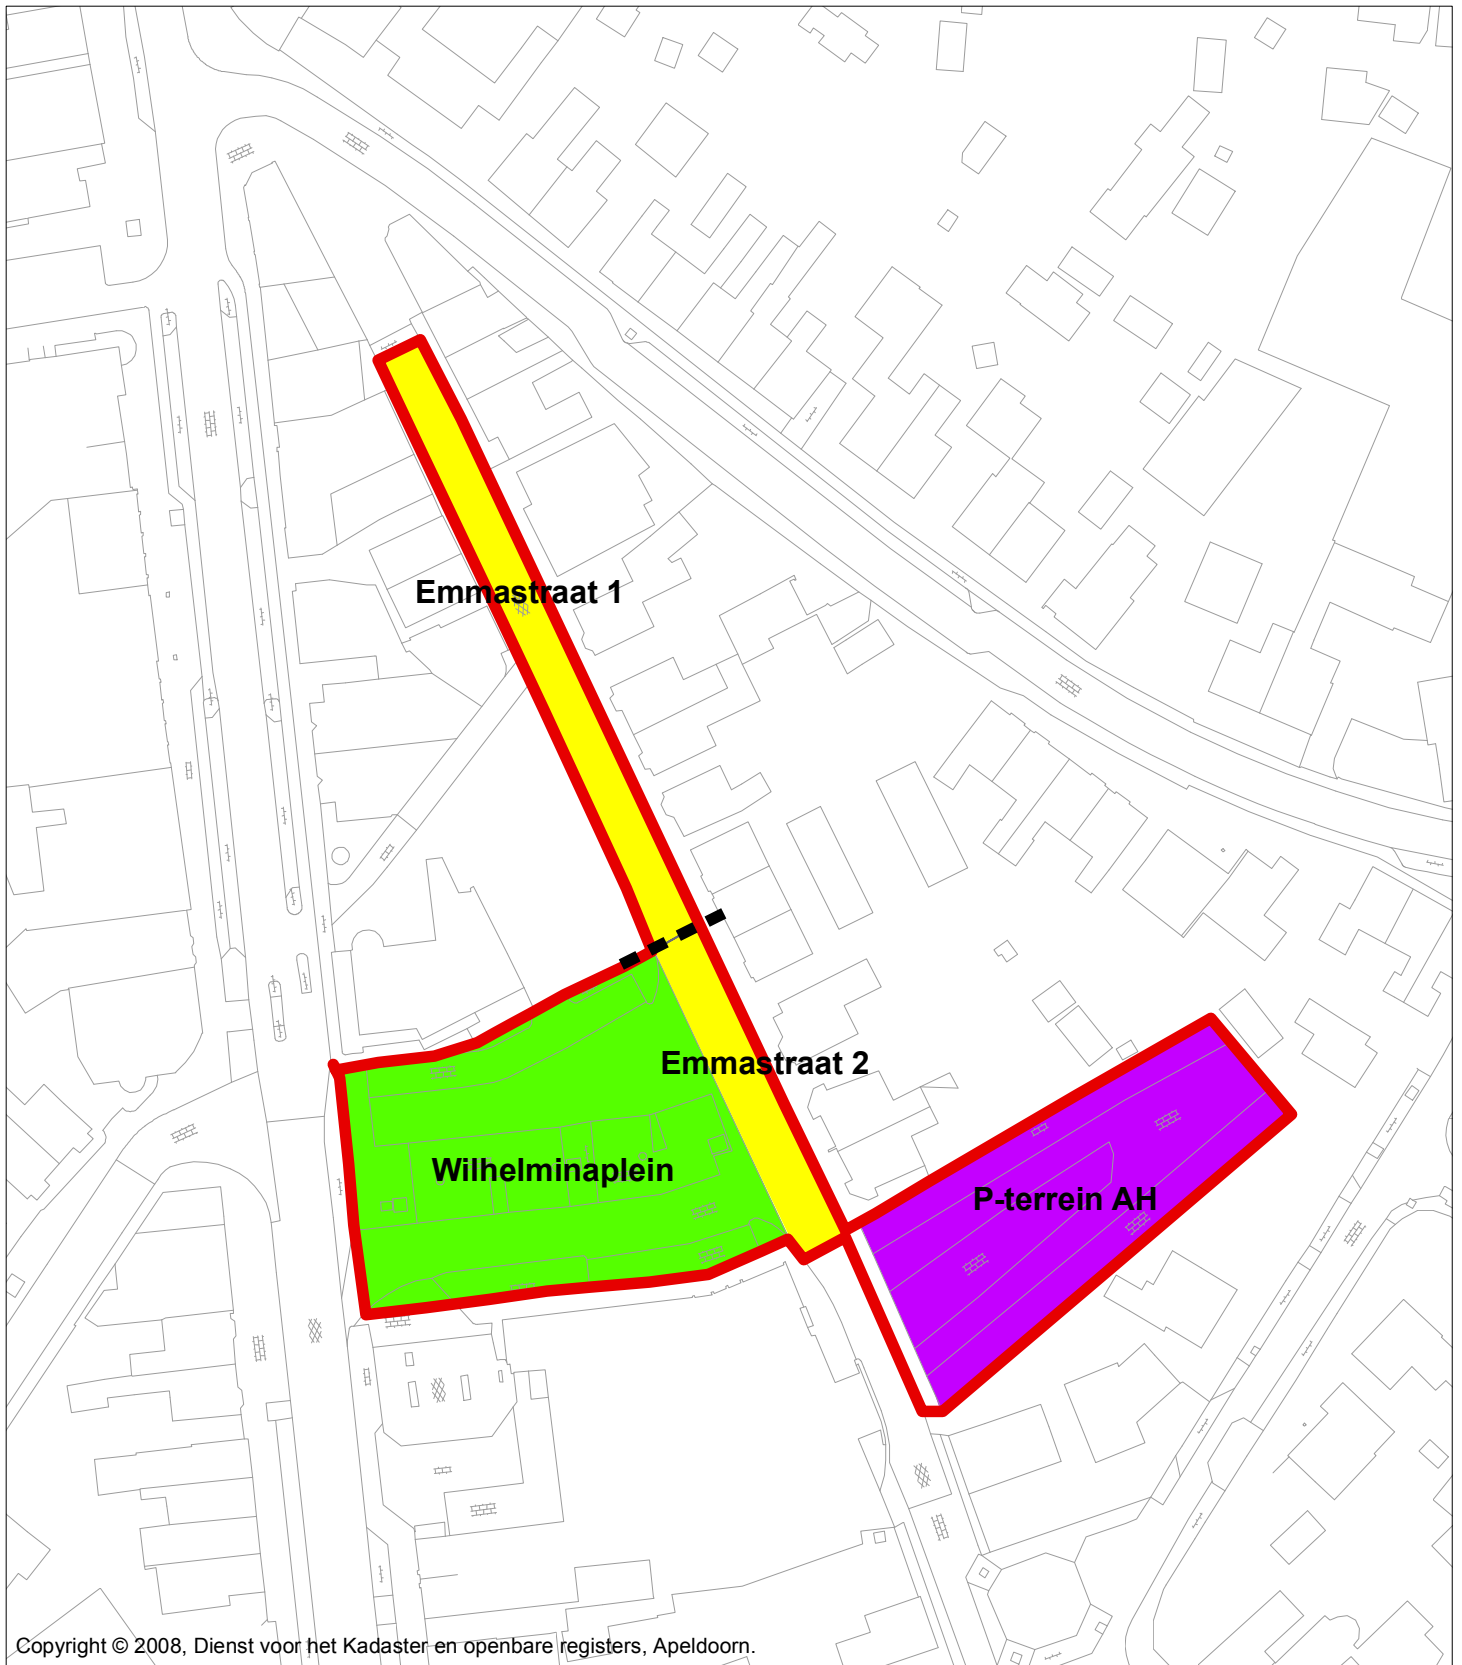 Emmastraat 1
Emmastraat 2
Wilhelminaplein
P-terrein AH
Copyright © 2008, Dienst voor het Kadaster en openbare registers, Apeldoorn.